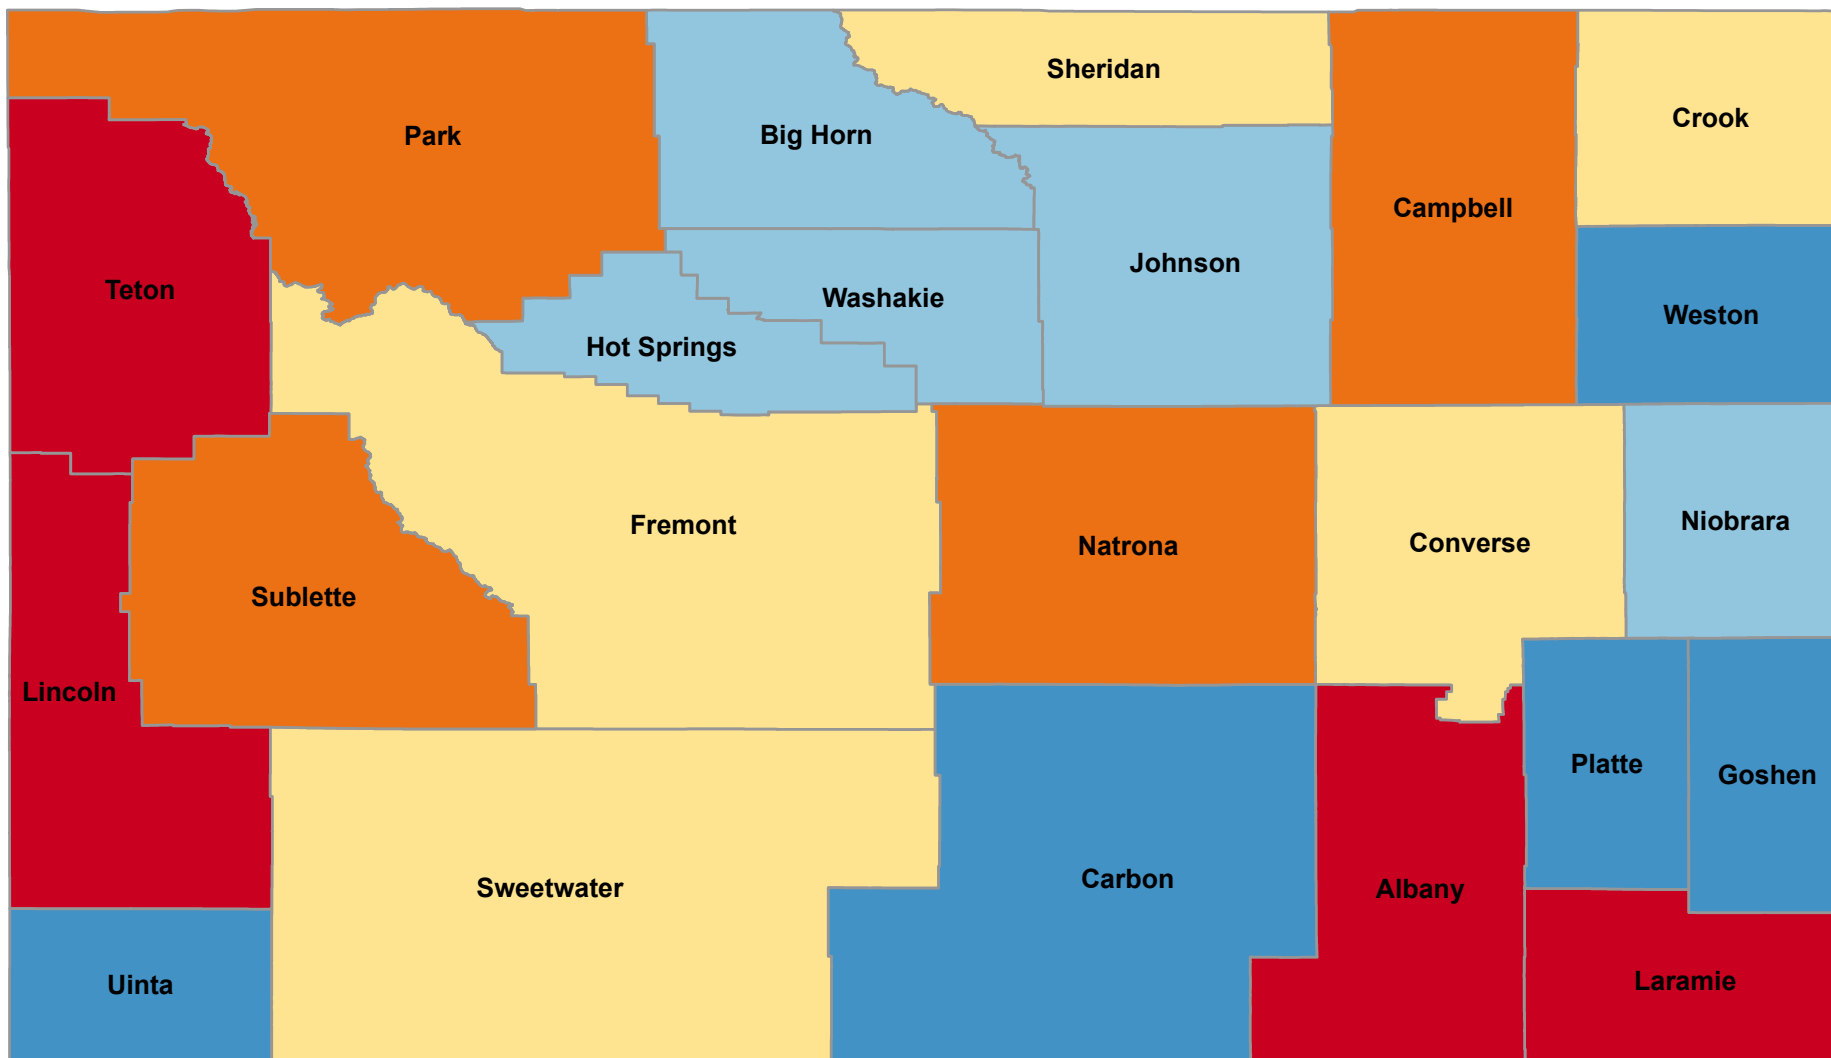 Sheridan
Crook
Park
Big Horn
Campbell
Johnson
Teton
Washakie
Weston
Hot Springs
Niobrara
Fremont
Converse
Natrona
Sublette
Lincoln
Platte
Goshen
Carbon
Sweetwater
Albany
Laramie
Uinta